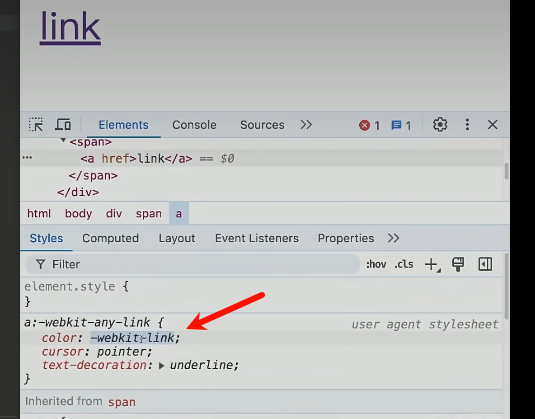 link
Elements Console Sources >> 1 1
<span>
... <a href>link</a> == $0
</span>
</div>
html body div span a
Styles Computed Layout Event Listeners Properties >>
Filter :hov .cls +
element.style {
}
a:-webkit-any-link { user agent stylesheet
color: -webkit-link;
cursor: pointer;
text-decoration: ▶ underline;
}
Inherited from span